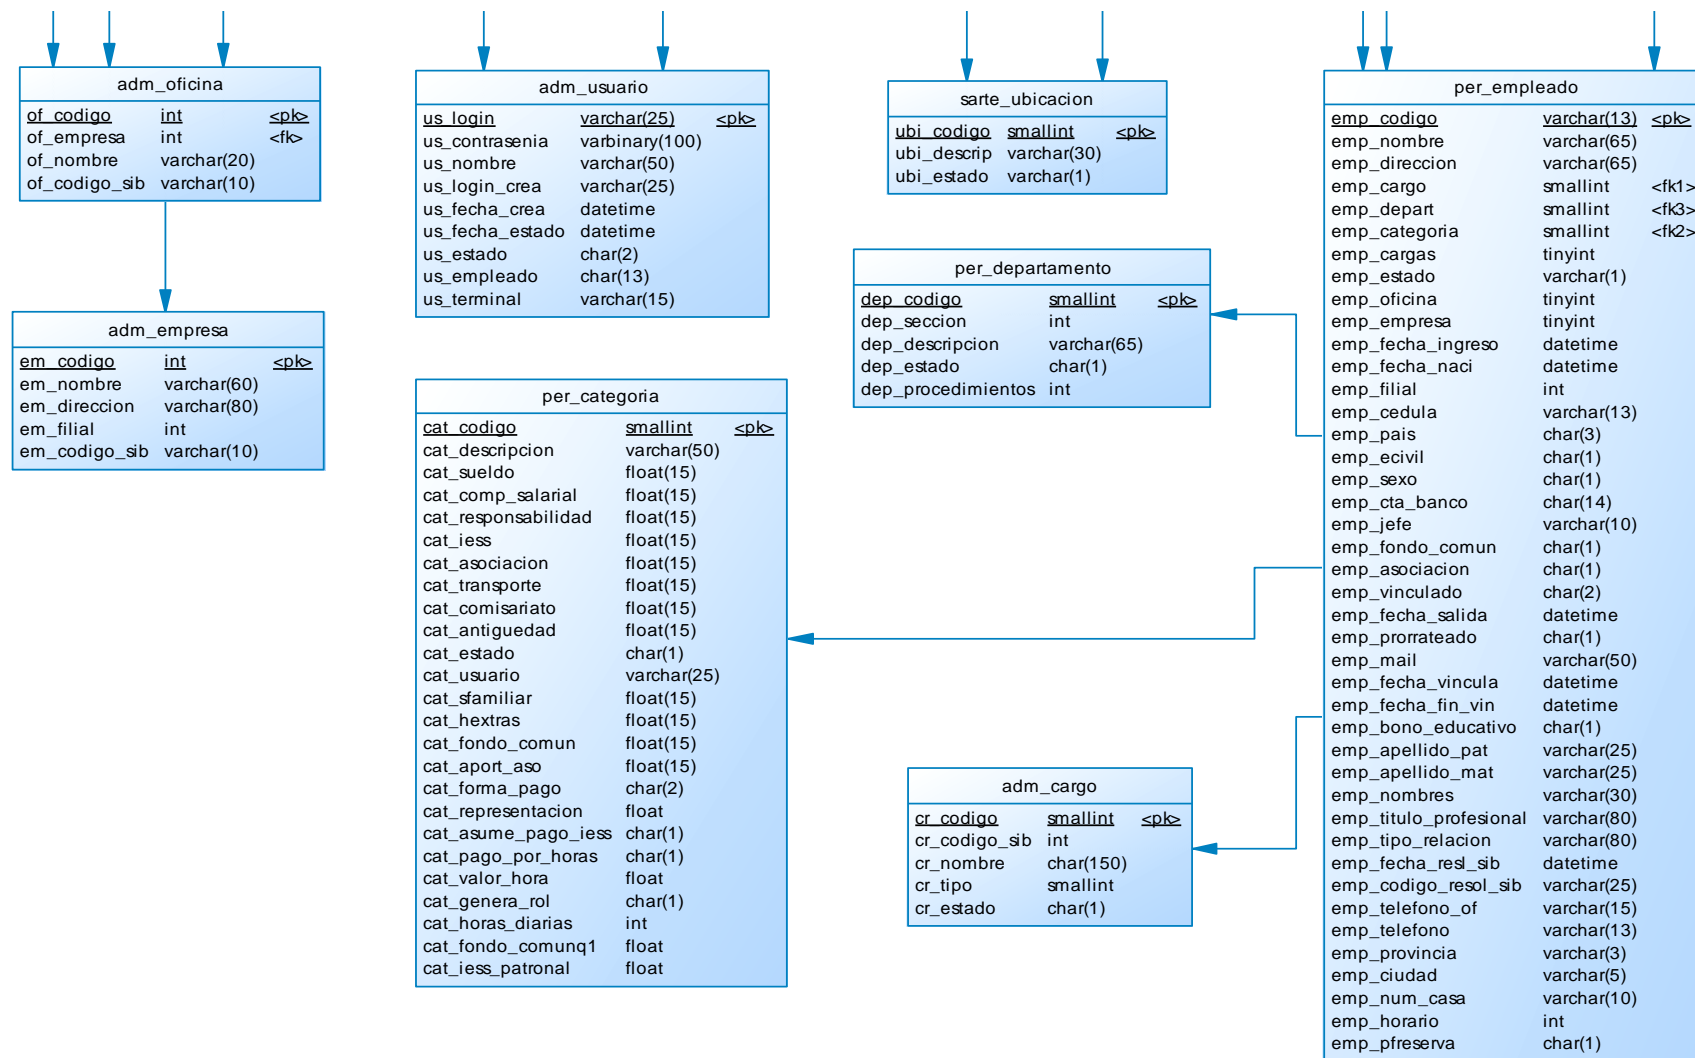 adm_oficina
of_codigo int <pk>
of_empresa int <fk>
of_nombre varchar(20)
of_codigo_sib varchar(10)
adm_empresa
em_codigo int <pk>
em_nombre varchar(60)
em_direccion varchar(80)
em_filial int
em_codigo_sib varchar(10)
adm_usuario
us_login varchar(25) <pk>
us_contrasenia varbinary(100)
us_nombre varchar(50)
us_login_crea varchar(25)
us_fecha_crea datetime
us_fecha_estado datetime
us_estado char(2)
us_empleado char(13)
us_terminal varchar(15)
per_categoria
cat_codigo smallint <pk>
cat_descripcion varchar(50)
cat_sueldo float(15)
cat_comp_salarial float(15)
cat_responsabilidad float(15)
cat_iess float(15)
cat_asociacion float(15)
cat_transporte float(15)
cat_comisariato float(15)
cat_antiguedad float(15)
cat_estado char(1)
cat_usuario varchar(25)
cat_sfamiliar float(15)
cat_hextras float(15)
cat_fondo_comun float(15)
cat_aport_aso float(15)
cat_forma_pago char(2)
cat_representacion float
cat_asume_pago_iess char(1)
cat_pago_por_horas char(1)
cat_valor_hora float
cat_genera_rol char(1)
cat_horas_diarias int
cat_fondo_comunq1 float
cat_iess_patronal float
sarte_ubicacion
ubi_codigo smallint <pk>
ubi_descrip varchar(30)
ubi_estado varchar(1)
per_departamento
dep_codigo smallint <pk>
dep_seccion int
dep_descripcion varchar(65)
dep_estado char(1)
dep_procedimientos int
adm_cargo
cr_codigo smallint <pk>
cr_codigo_sib int
cr_nombre char(150)
cr_tipo smallint
cr_estado char(1)
per_empleado
emp_codigo varchar(13) <pk>
emp_nombre varchar(65)
emp_direccion varchar(65)
emp_cargo smallint <fk1>
emp_depart smallint <fk3>
emp_categoria smallint <fk2>
emp_cargas tinyint
emp_estado varchar(1)
emp_oficina tinyint
emp_empresa tinyint
emp_fecha_ingreso datetime
emp_fecha_naci datetime
emp_filial int
emp_cedula varchar(13)
emp_pais char(3)
emp_ecivil char(1)
emp_sexo char(1)
emp_cta_banco char(14)
emp_jefe varchar(10)
emp_fondo_comun char(1)
emp_asociacion char(1)
emp_vinculado char(2)
emp_fecha_salida datetime
emp_prorrateado char(1)
emp_mail varchar(50)
emp_fecha_vincula datetime
emp_fecha_fin_vin datetime
emp_bono_educativo char(1)
emp_apellido_pat varchar(25)
emp_apellido_mat varchar(25)
emp_nombres varchar(30)
emp_titulo_profesional varchar(80)
emp_tipo_relacion varchar(80)
emp_fecha_resl_sib datetime
emp_codigo_resol_sib varchar(25)
emp_telefono_of varchar(15)
emp_telefono varchar(13)
emp_provincia varchar(3)
emp_ciudad varchar(5)
emp_num_casa varchar(10)
emp_horario int
emp_pfreserva char(1)